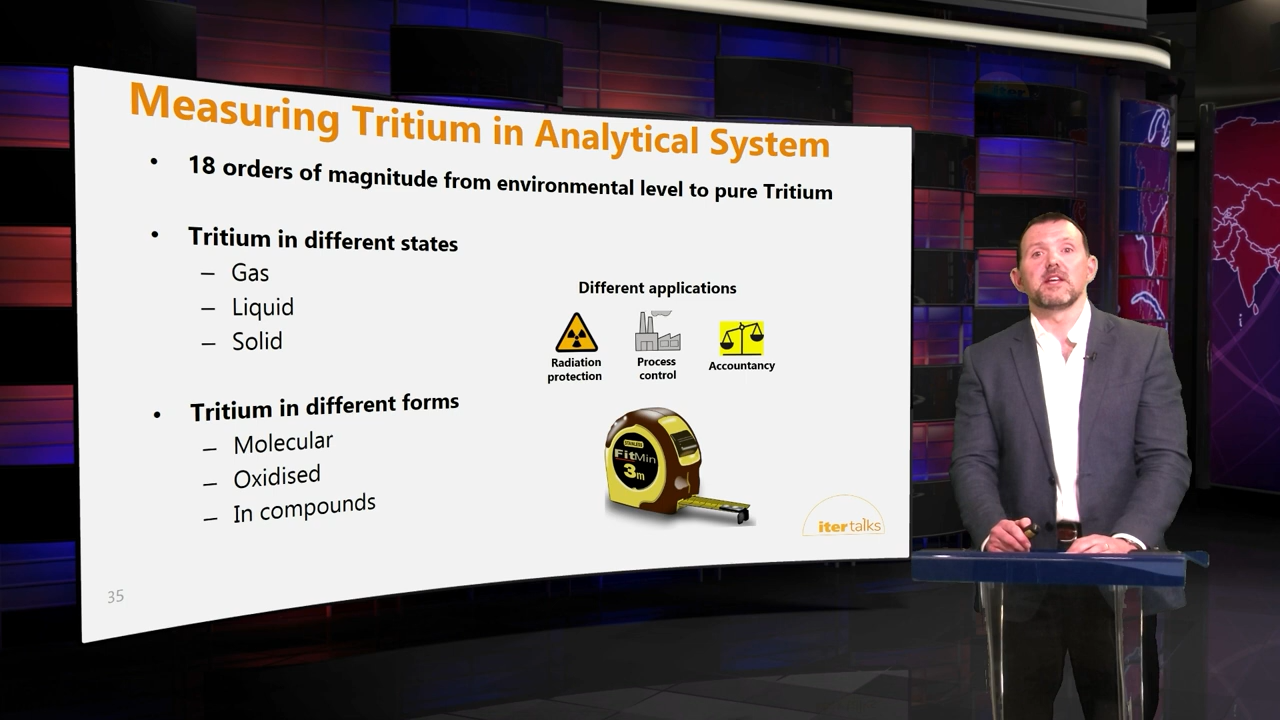 Measuring Tritium in Analytical System
• 18 orders of magnitude from environmental level to pure Tritium
• Tritium in different states
– Gas
– Liquid
– Solid
• Tritium in different forms
– Molecular
– Oxidised
– In compounds
Different applications
Radiation
protection
Process
control
Accountancy
FitMin
3m
iter talks
35